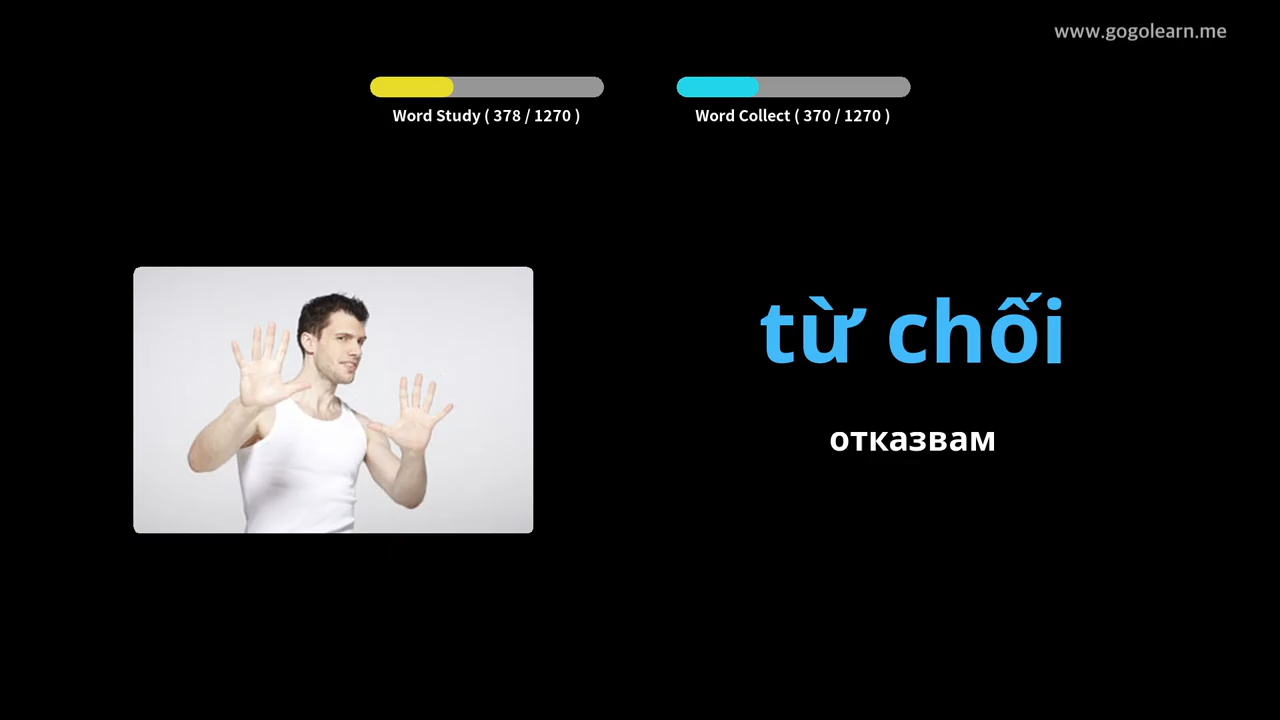 www.gogolearn.me
Word Study ( 378 / 1270 )
Word Collect ( 370 / 1270 )
từ chối
отказвам